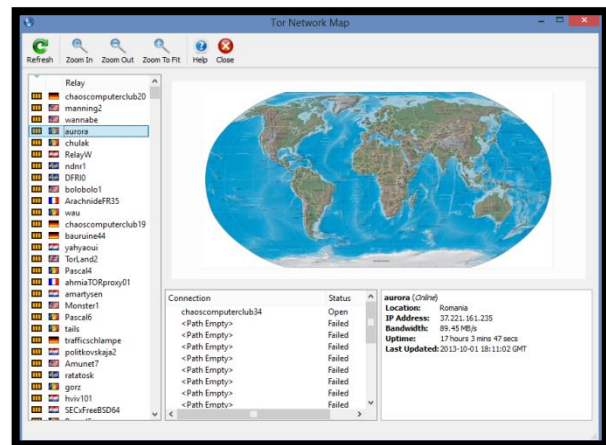 Tor Network Map
Refresh
Zoom In
Zoom Out
Zoom To Fit
Help
Close
Relay
chaoscomputerclub20
manning2
wannabe
aurora
chulak
RelayW
ndnr1
DFRI0
bolobolo1
ArachnideFR35
wau
chaoscomputerclub19
bauruine44
yahyaoui
TorLand2
Pascal4
ahmiaTORproxy01
amartysen
Monster1
Pascal6
tails
trafficschlampe
politkovskaja2
Amunet7
ratatosk
gorz
hviv101
SECxFreeBSD64
Connection Status
chaoscomputerclub34 Open
<Path Empty> Failed
<Path Empty> Failed
<Path Empty> Failed
<Path Empty> Failed
<Path Empty> Failed
<Path Empty> Failed
<Path Empty> Failed
<Path Empty> Failed
aurora (Online)
Location: Romania
IP Address: 37.221.161.235
Bandwidth: 89.45 MB/s
Uptime: 17 hours 3 mins 47 secs
Last Updated: 2013-10-01 18:11:02 GMT